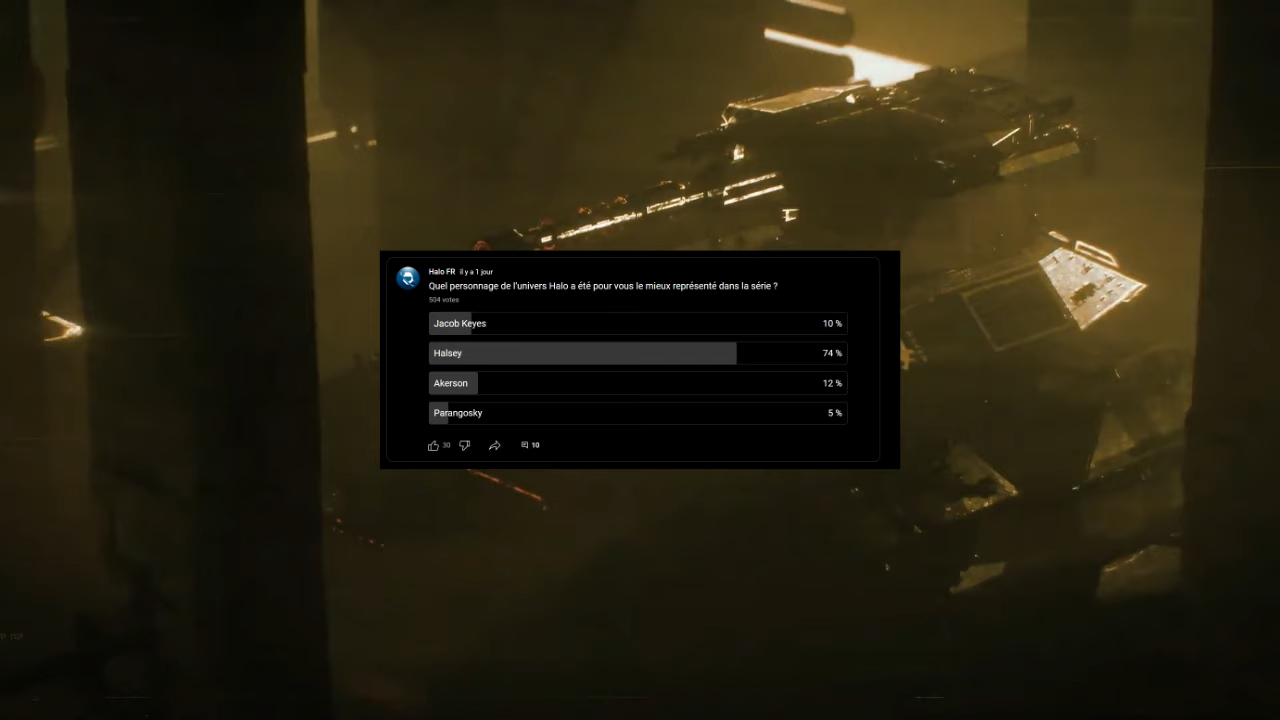 Halo FR il y a 1 jour
Quel personnage de l'univers Halo a été pour vous le mieux représenté dans la série ?
504 votes
Jacob Keyes 10 %
Halsey 74 %
Akerson 12 %
Parangosky 5 %
30 10